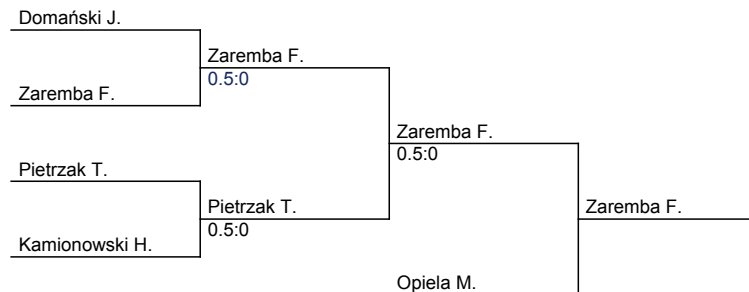 Domański J.
Zaremba F.
0.5:0
Zaremba F.
Zaremba F.
0.5:0
Pietrzak T.
Pietrzak T.
0.5:0
Zaremba F.
Kamionowski H.
Opiela M.